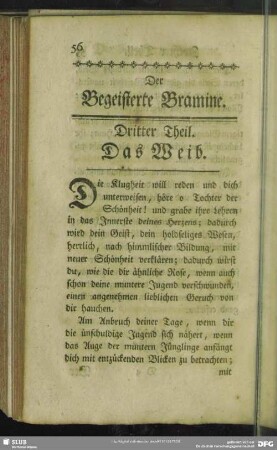 56
Der
Begeisterte Bramine.
Dritter Theil.
Das Weib.
Die Klugheit will reden und dich
unterweisen, höre o Tochter der
Schönheit! und grabe ihre Lehren
in das Innerste deines Herzens; dadurch
wird dein Geist, dein holdseliges Wesen,
herrlich, nach himmlischer Bildung, mit
neuer Schönheit verklären; dadurch wirst
du, wie die dir ähnliche Rose, wenn auch
schon deine muntere Jugend verschwunden,
einen angenehmen lieblichen Geruch von
dir hauchen.
Am Anbruch deiner Tage, wenn dir
die unschuldige Jugend sich nähert, wenn
das Auge der muntern Jünglinge anfängt
dich mit entzückenden Blicken zu betrachten;
mit
SLUB
DFG